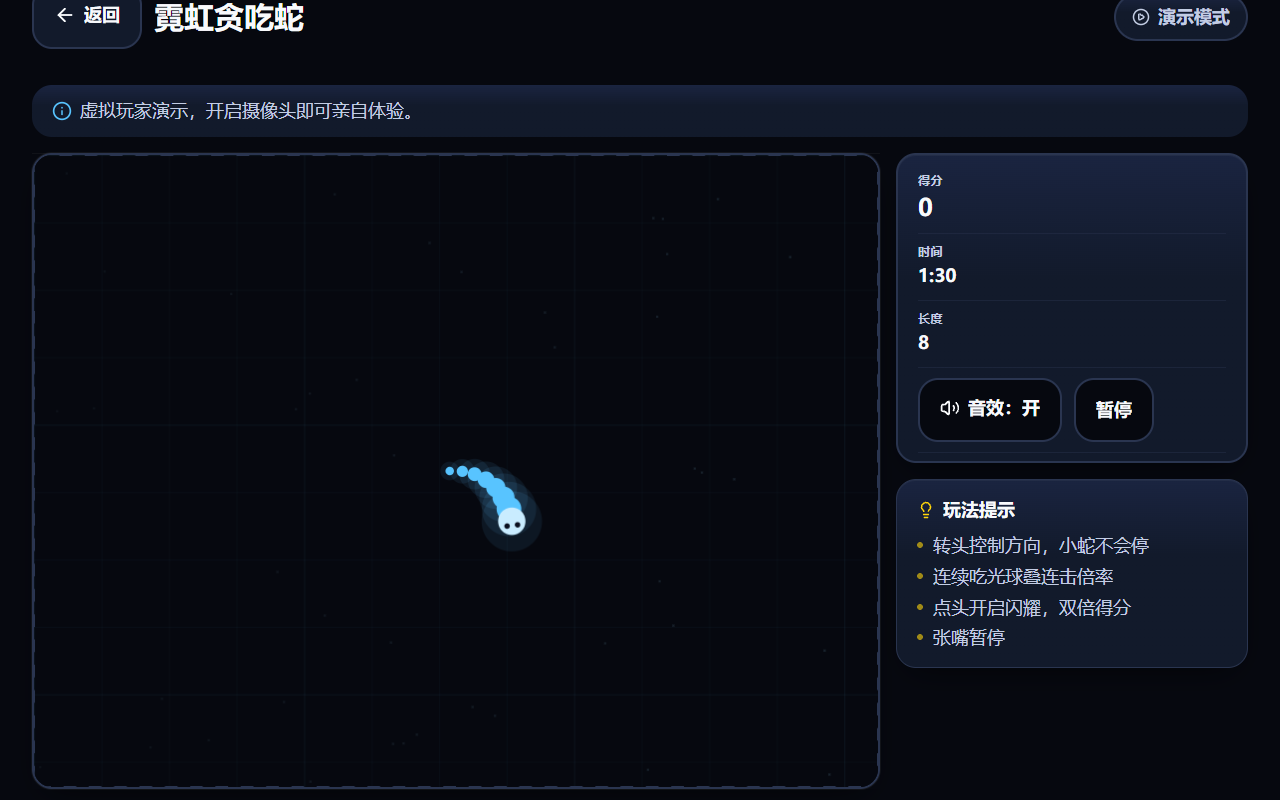 返回
霓虹贪吃蛇
演示模式
虚拟玩家演示，开启摄像头即可亲自体验。
得分
0
时间
1:30
长度
8
音效：开
暂停
玩法提示
转头控制方向，小蛇不会停
连续吃光球叠连击倍率
点头开启闪耀，双倍得分
张嘴暂停